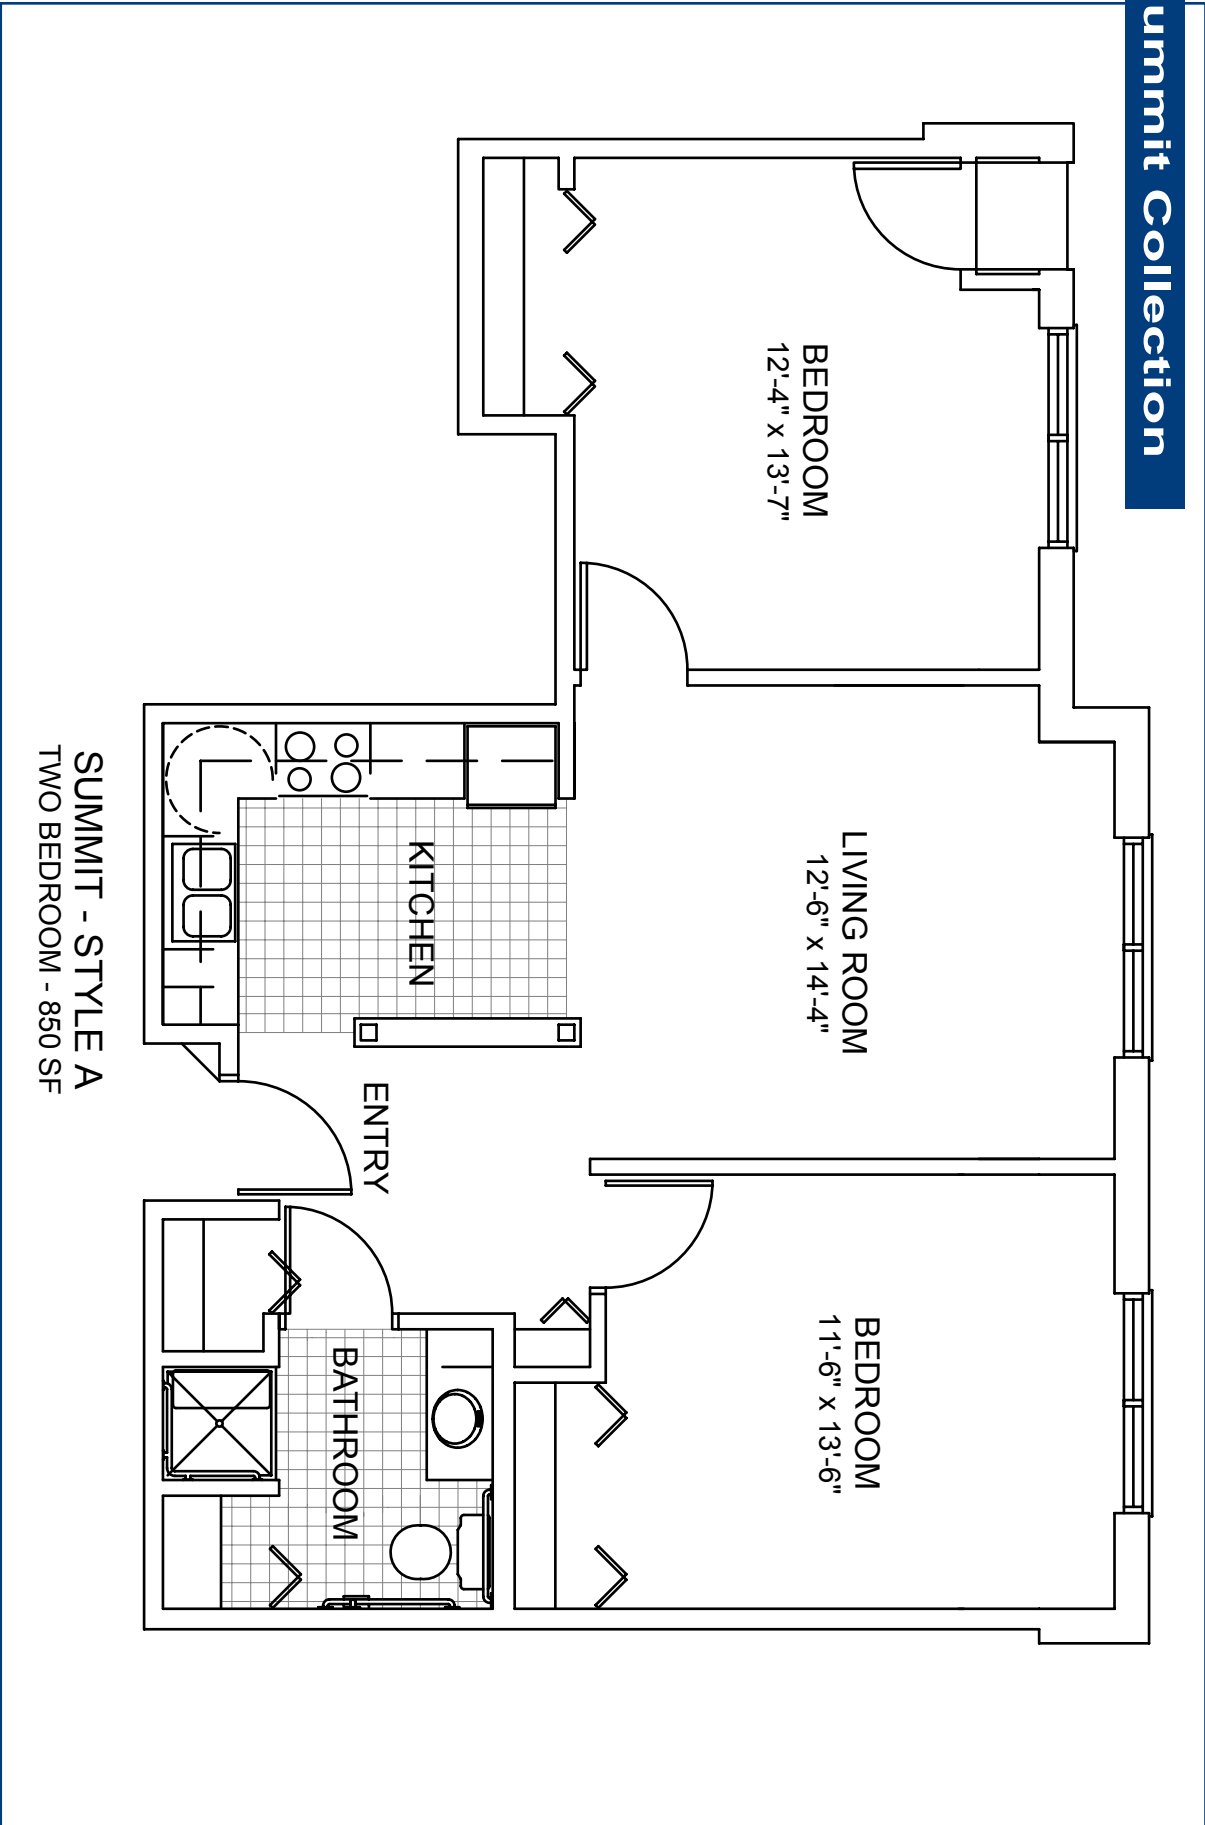 ummit Collection
BEDROOM
12'-4" x 13'-7"
LIVING ROOM
12'-6" x 14'-4"
BEDROOM
11'-6" x 13'-6"
KITCHEN
ENTRY
BATHROOM
SUMMIT - STYLE A
TWO BEDROOM - 850 SF